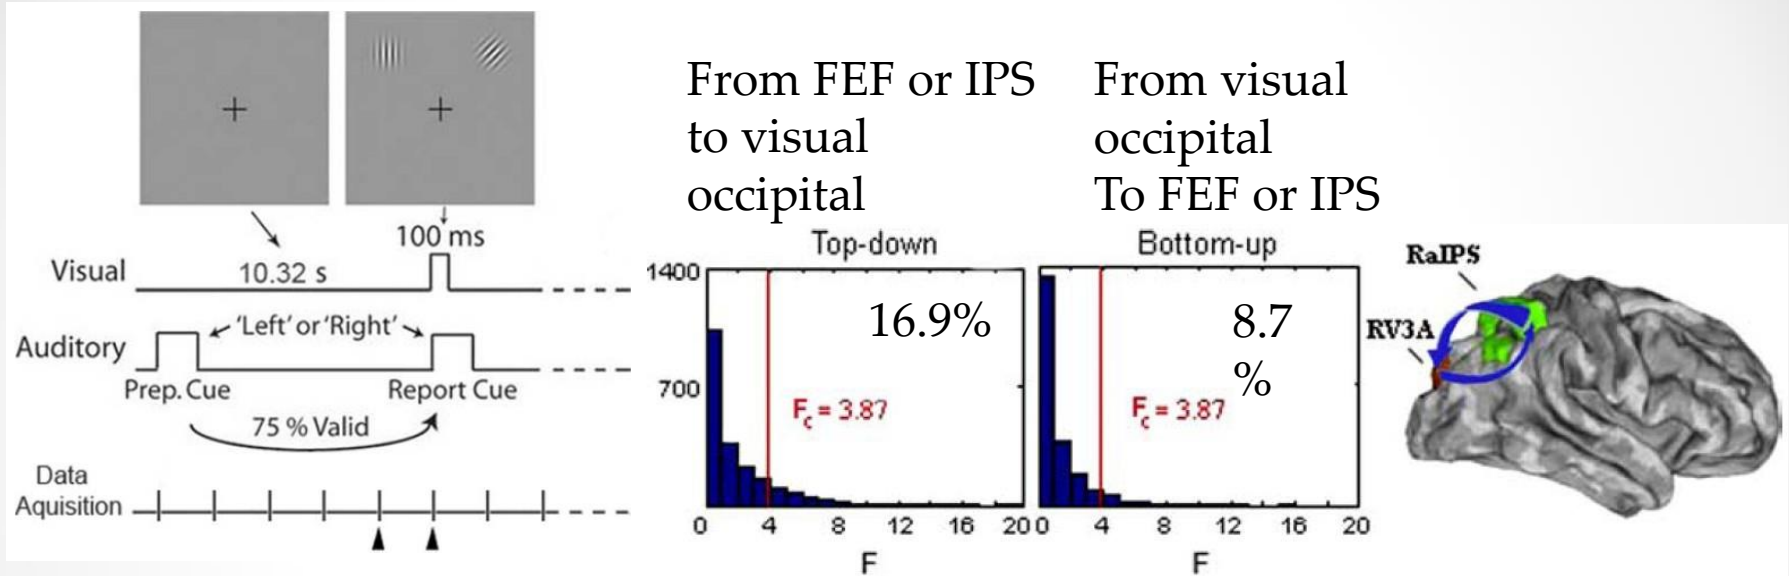 100 ms
Visual
10.32 s
'Left' or 'Right'
Auditory
Prep. Cue
Report Cue
75 % Valid
Data
Aquisition
From FEF or IPS
to visual
occipital
Top-down
1400
700
16.9%
Fc = 3.87
0 4 8 12 16 20
F
From visual
occipital
To FEF or IPS
Bottom-up
8.7
%
Fc = 3.87
0 4 8 12 16 20
F
RaIPS
RV3A